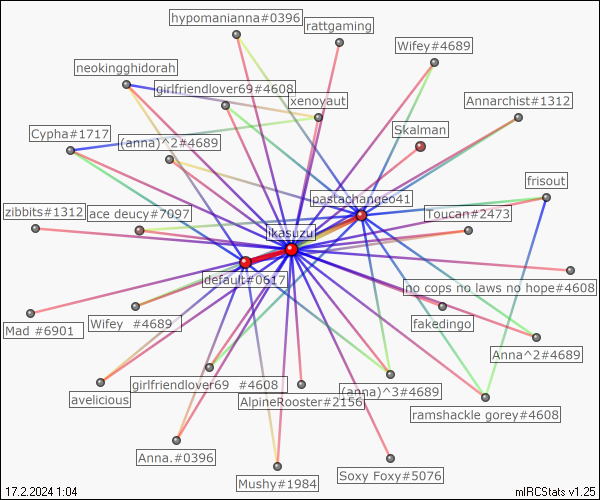 hypomanianna#0396
rattgaming
Wifey#4689
neokingghidorah
girlfriendlover69#4608
xenoyaut
Annarchist#1312
Cypha#1717
(anna)^2#4689
Skalman
frisout
pastachangeo41
zibbits#1312
ace deucy#7097
Toucan#2473
ikasuzu
default#0617
no cops no laws no hope#4608
Mad #6901
Wifey  #4689
fakedingo
Anna^2#4689
avelicious
girlfriendlover69  #4608
(anna)^3#4689
AlpineRooster#2156
ramshackle gorey#4608
Anna.#0396
Mushy#1984
Soxy Foxy#5076
17.2.2024 1:04
mIRCStats v1.25